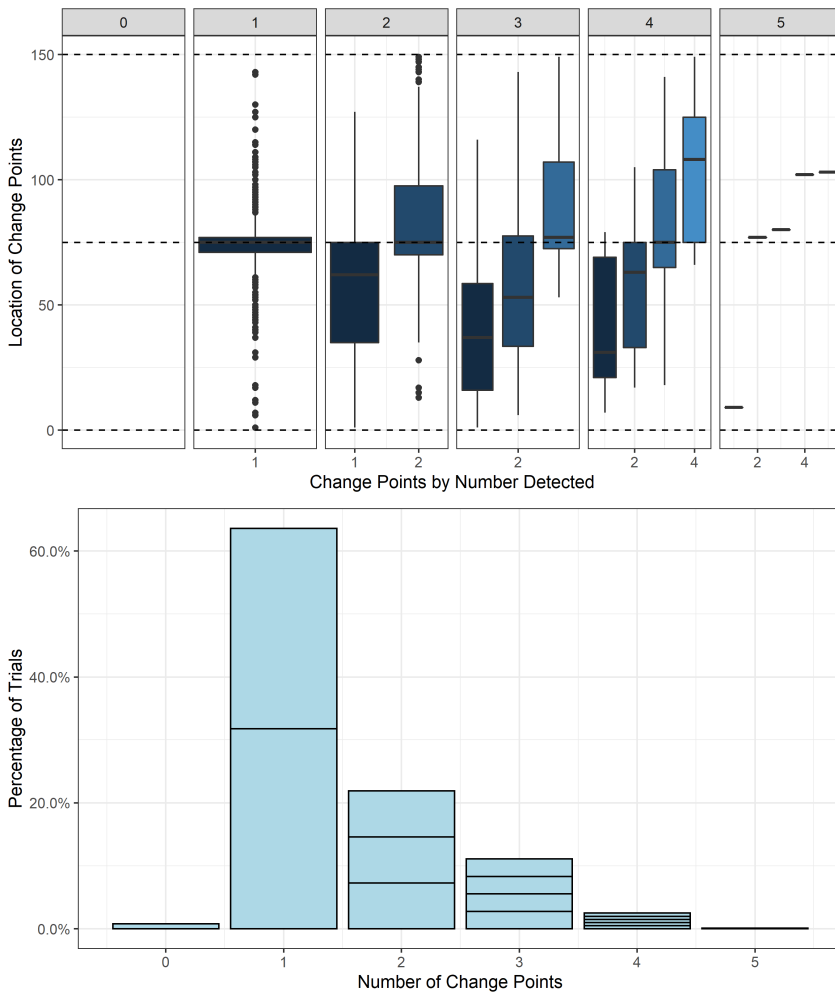 0 1 2 3 4 5
150
100
50
0
Location of Change Points
1 1 2 2 2 4 2 4
Change Points by Number Detected
60.0%
40.0%
20.0%
0.0%
Percentage of Trials
0 1 2 3 4 5
Number of Change Points